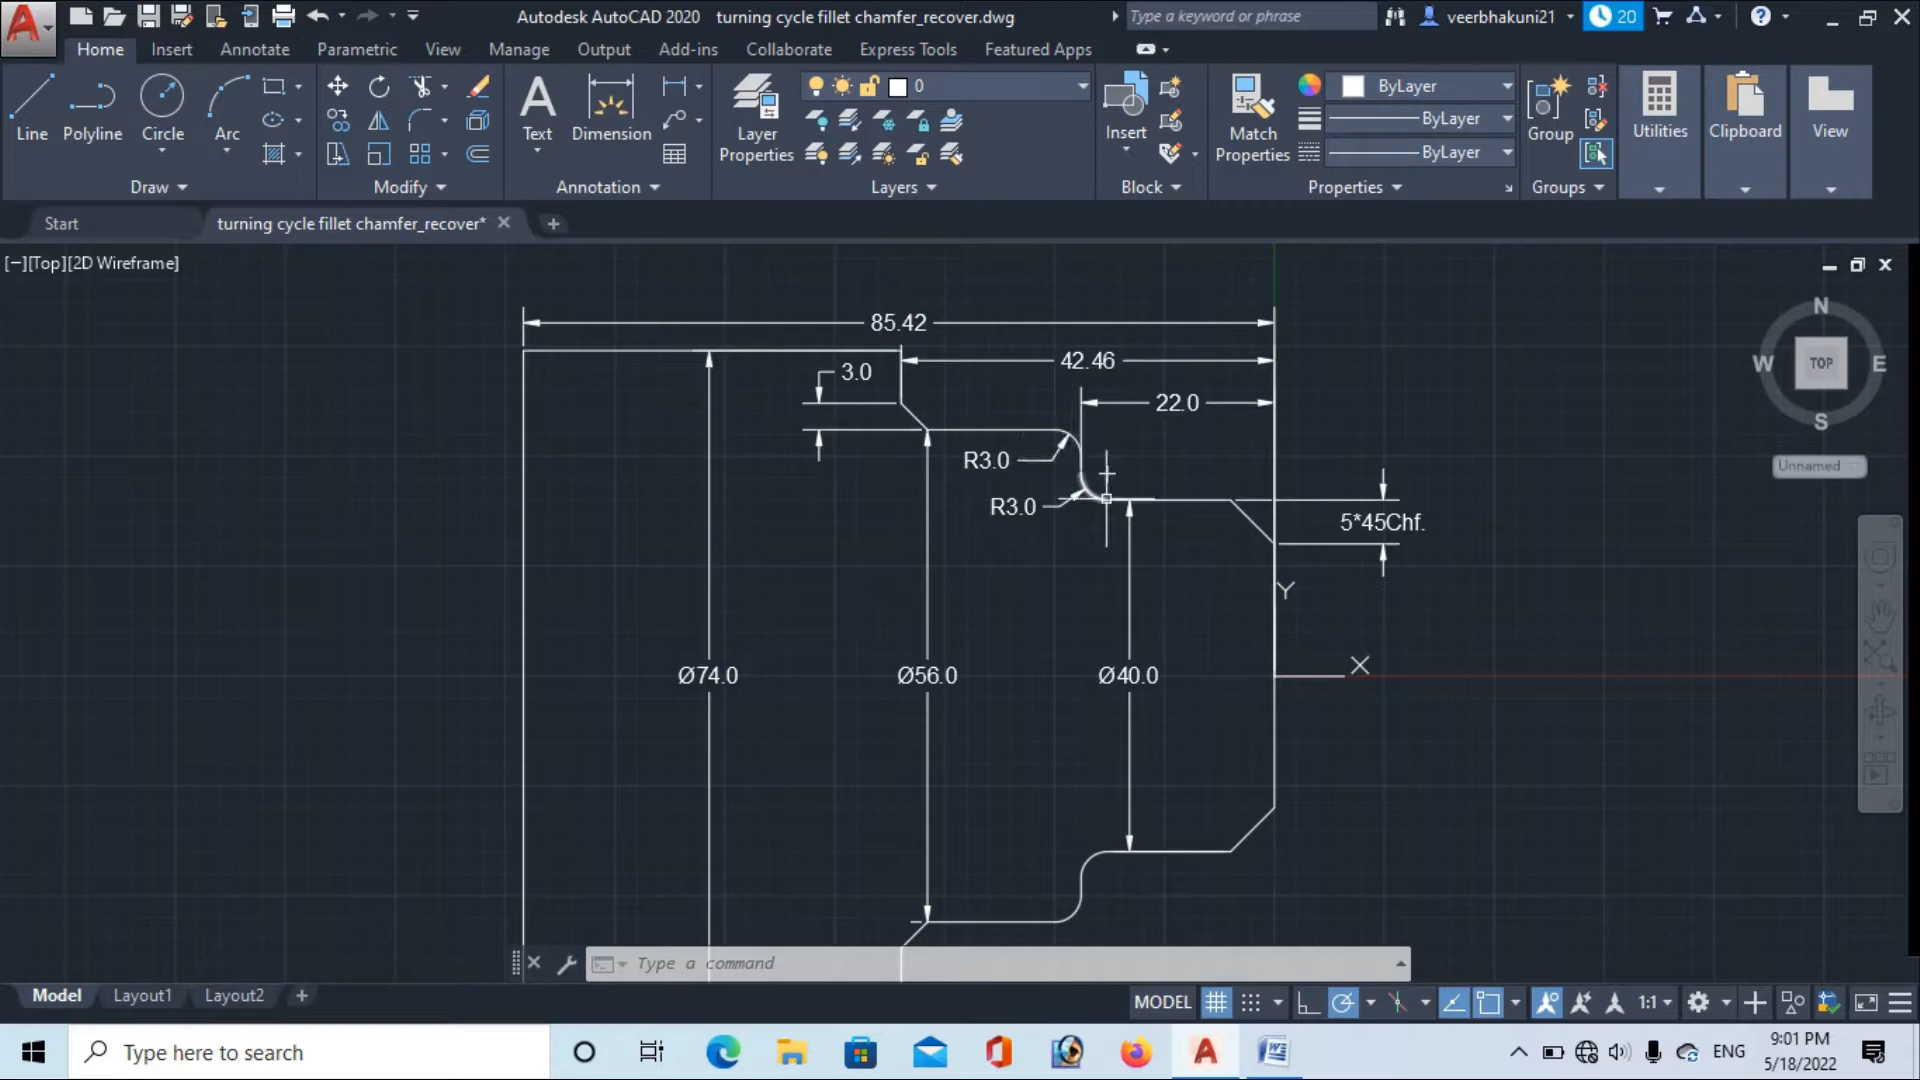 Autodesk AutoCAD 2020 turning cycle fillet chamfer_recover.dwg
Type a keyword or phrase
veerbhakuni21
20
Home Insert Annotate Parametric View Manage Output Add-ins Collaborate Express Tools Featured Apps
Line Polyline Circle Arc
Text Dimension
Layer
Properties
0
Insert
Match
Properties
ByLayer
ByLayer
ByLayer
Group
Utilities
Clipboard
View
Draw Modify Annotation Layers Block Properties Groups
Start turning cycle fillet chamfer_recover*
[−][Top][2D Wireframe]
N
W TOP E
S
Unnamed
85.42
42.46
3.0
22.0
R3.0
R3.0
5*45Chf.
Y
X
Ø74.0 Ø56.0 Ø40.0
Type a command
Model Layout1 Layout2
MODEL
1:1
Type here to search
ENG
9:01 PM
5/18/2022